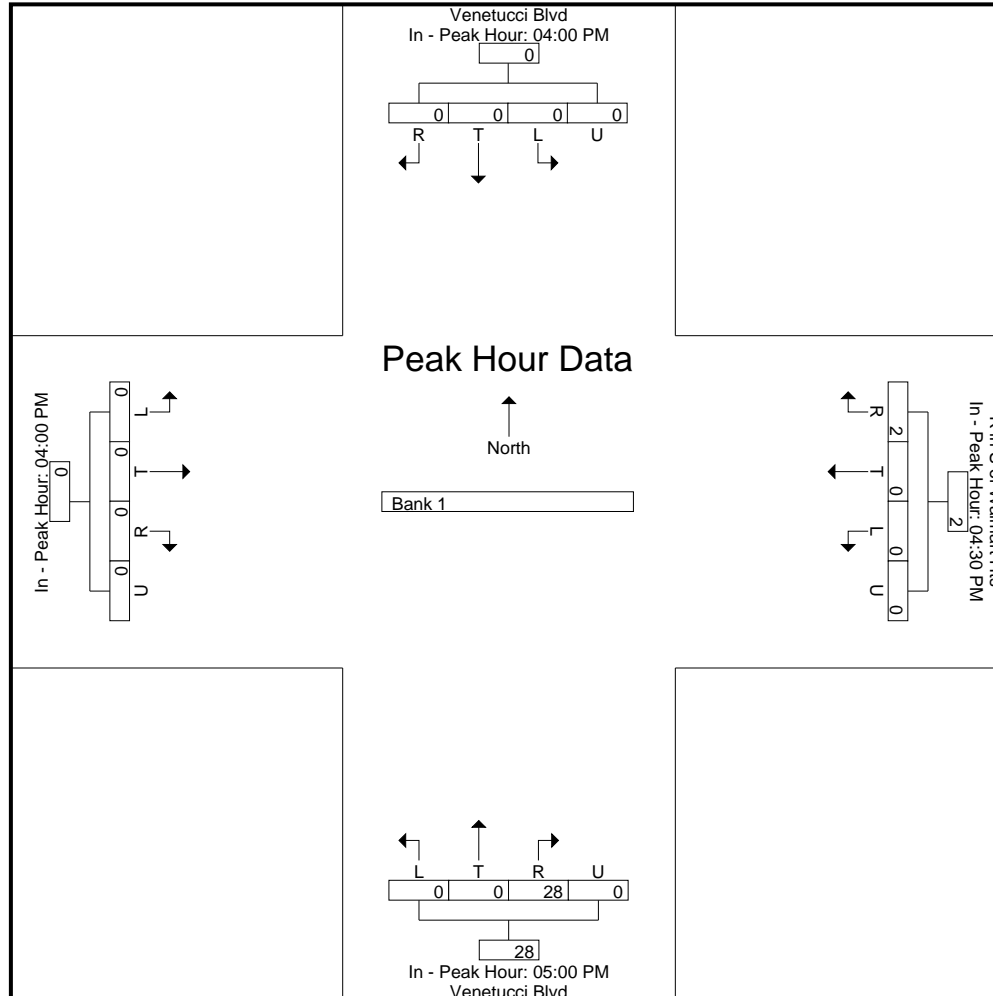 Venetucci Blvd
In - Peak Hour: 04:00 PM
0
0 0 0 0
R T L U
Peak Hour Data
North
Bank 1
In - Peak Hour: 04:00 PM
0
0 0 0 0
L T R U
In - Peak Hour: 04:30 PM
2
2 0 0 0
R T L U
L T R U
0 0 28 0
28
In - Peak Hour: 05:00 PM
Venetucci Blvd